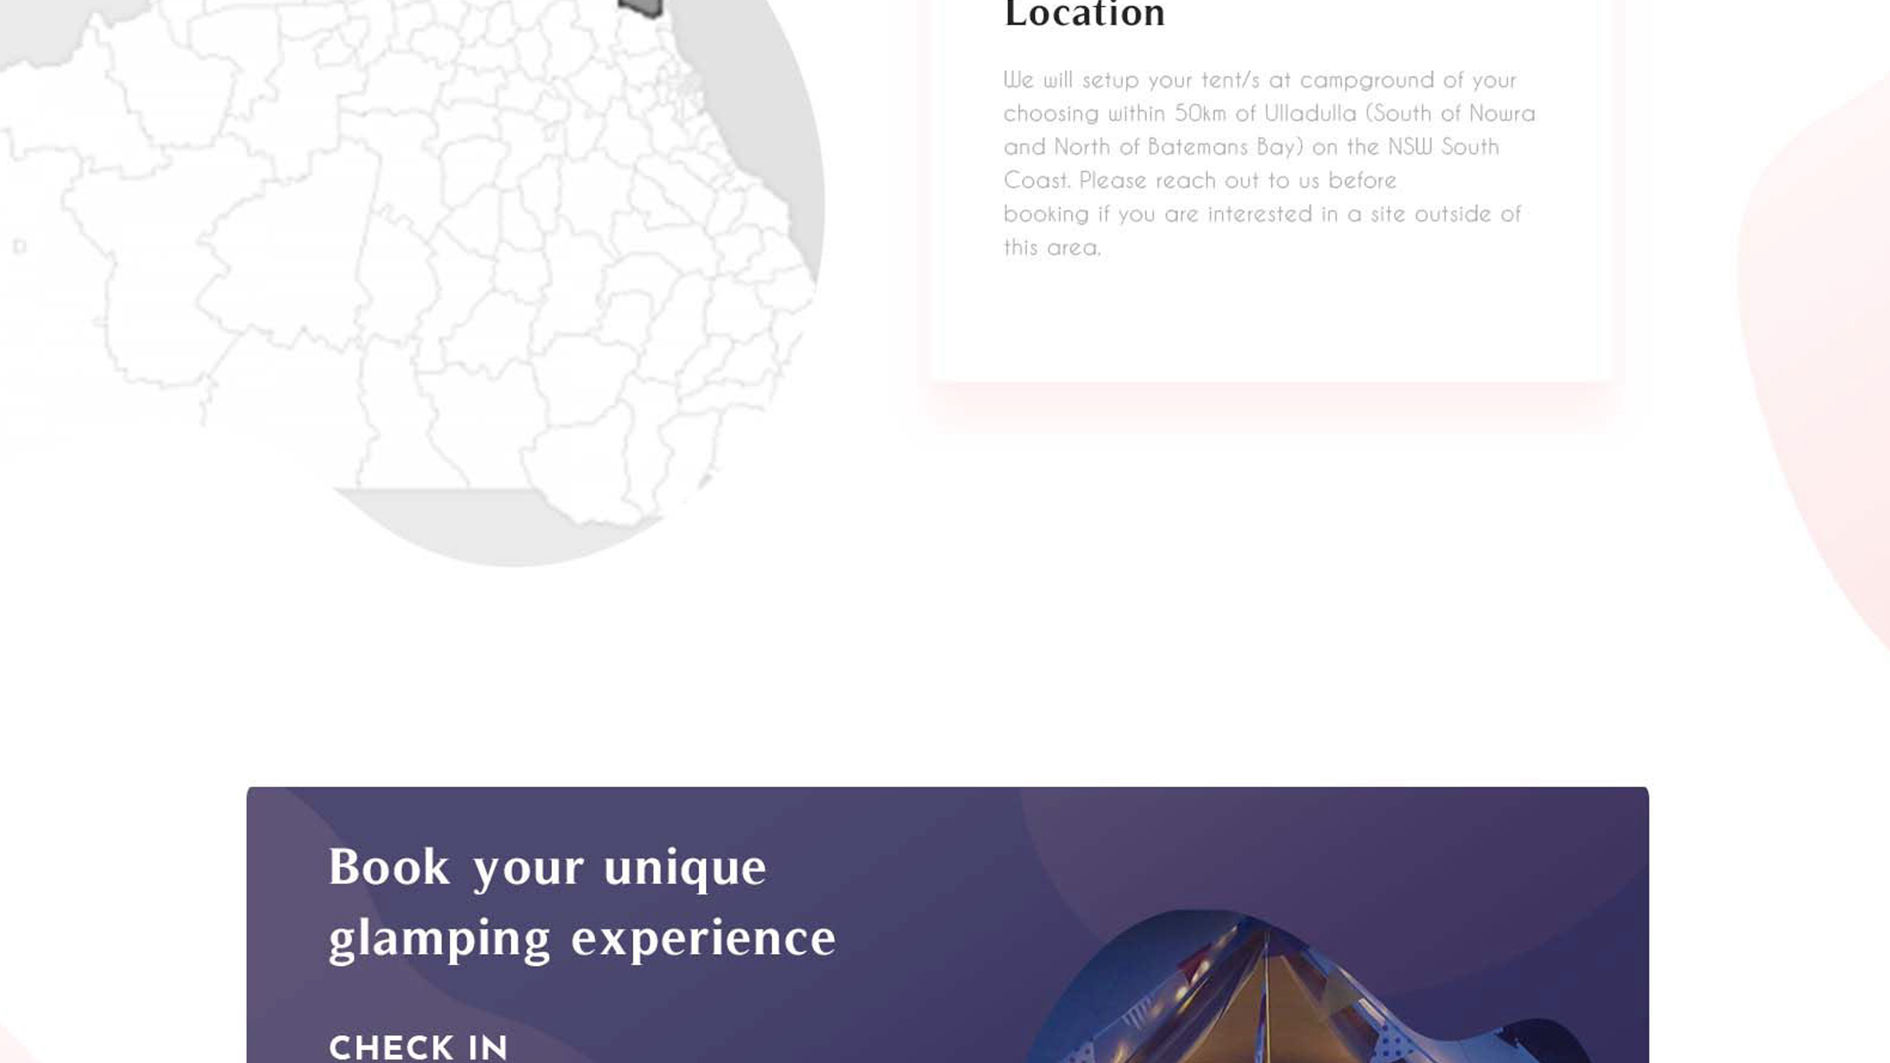 Location
We will setup your tent/s at campground of your
choosing within 50km of Ulladulla (South of Nowra
and North of Batemans Bay) on the NSW South
Coast. Please reach out to us before
booking if you are interested in a site outside of
this area.
Book your unique
glamping experience
CHECK IN